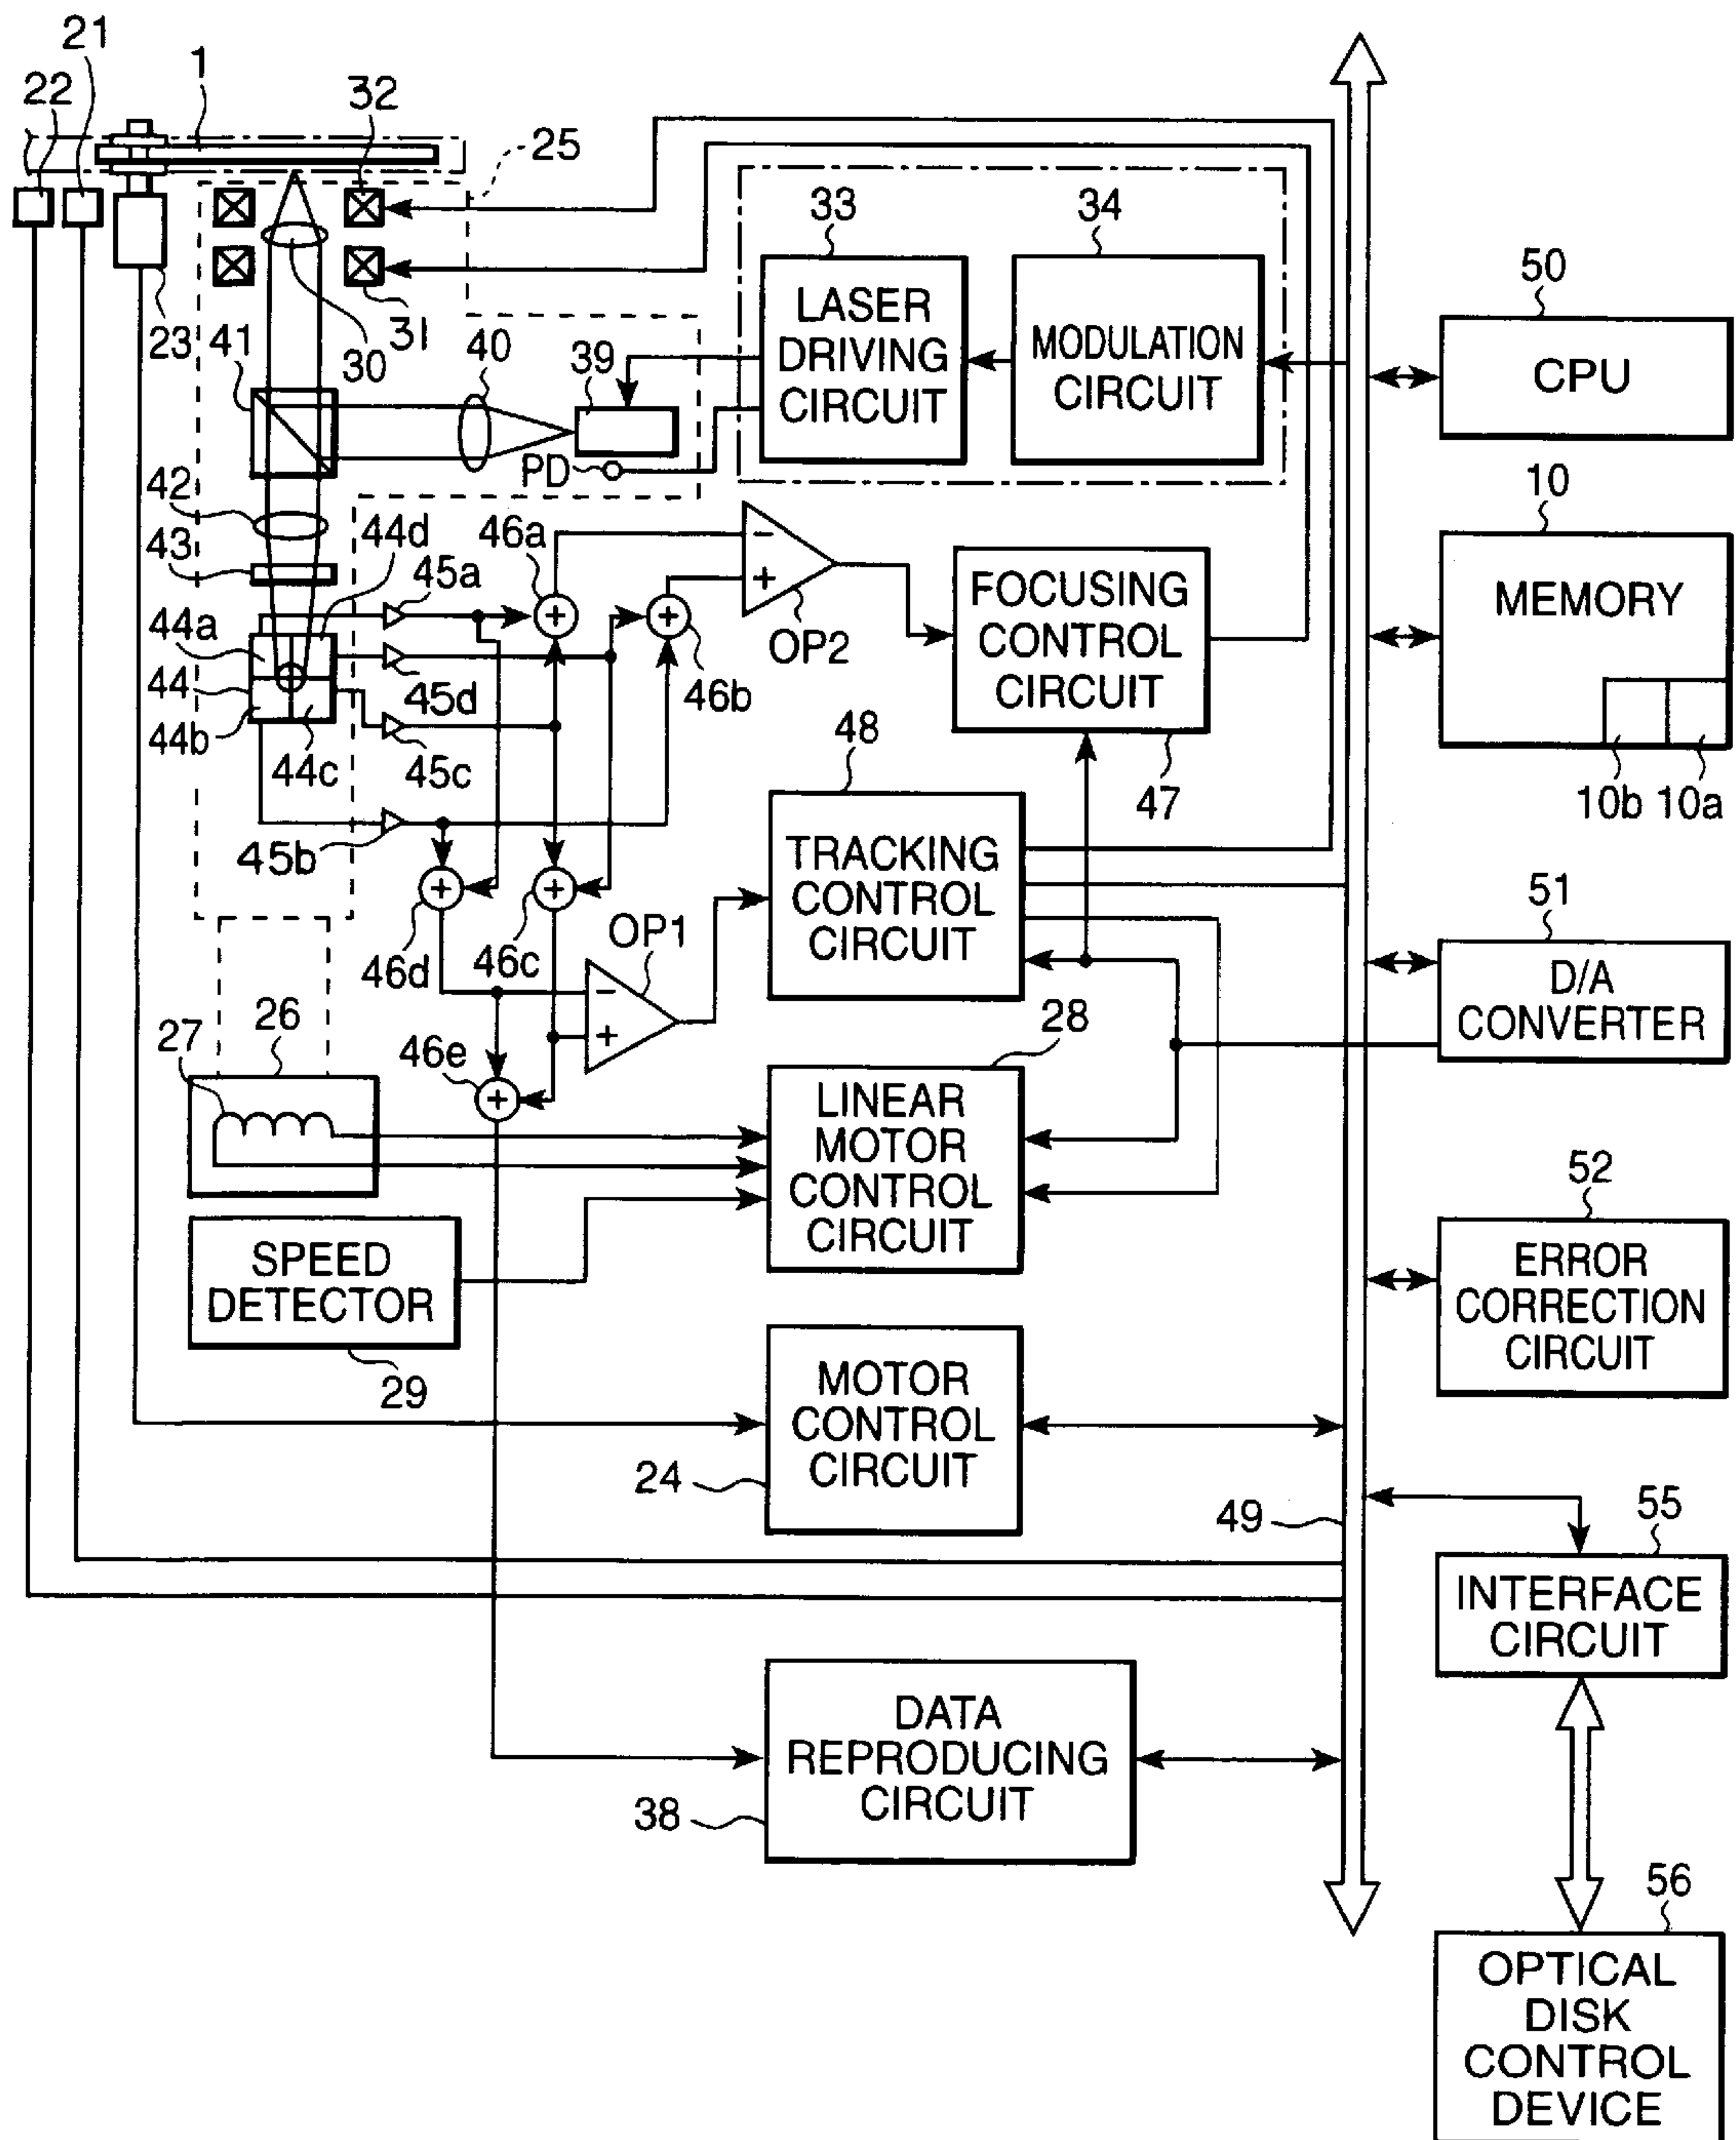 21
22
1
32
25
33
34
50
LASER
DRIVING
CIRCUIT
MODULATION
CIRCUIT
CPU
23
41
30
31
40
39
PD
42
43
44d
46a
45a
10
MEMORY
10b
10a
44a
44
44b
44c
45d
45c
46b
OP2
FOCUSING
CONTROL
CIRCUIT
47
48
45b
TRACKING
CONTROL
CIRCUIT
46d
46c
OP1
51
D/A
CONVERTER
27
26
46e
28
LINEAR
MOTOR
CONTROL
CIRCUIT
52
ERROR
CORRECTION
CIRCUIT
SPEED
DETECTOR
29
MOTOR
CONTROL
CIRCUIT
24
49
55
INTERFACE
CIRCUIT
DATA
REPRODUCING
CIRCUIT
38
56
OPTICAL
DISK
CONTROL
DEVICE
+
+
+
+
+
−
+
−
+